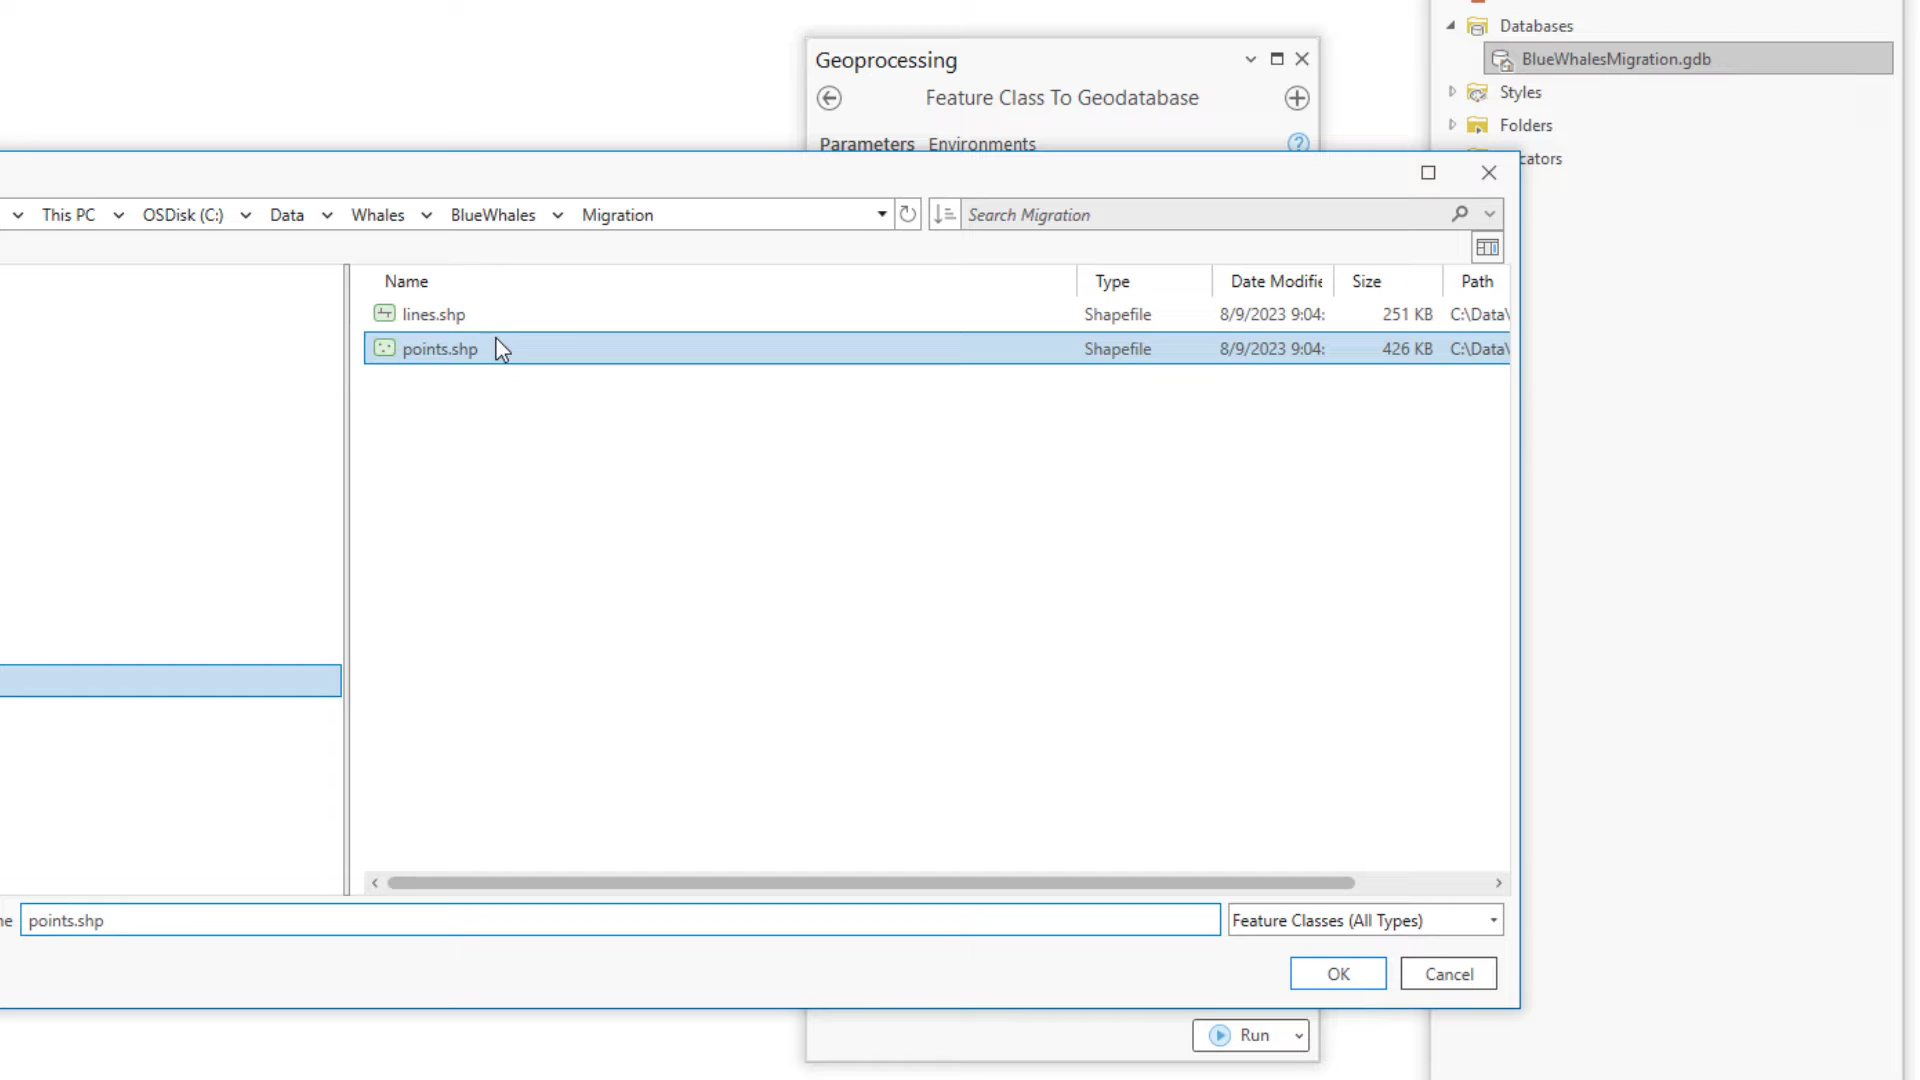 Databases
BlueWhalesMigration.gdb
Styles
Folders
cators
Geoprocessing
Feature Class To Geodatabase
Parameters Environments
This PC OSDisk (C:) Data Whales BlueWhales Migration
Search Migration
Name Type Date Modifie Size Path
lines.shp Shapefile 8/9/2023 9:04: 251 KB C:\Data\
points.shp Shapefile 8/9/2023 9:04: 426 KB C:\Data\
ne points.shp Feature Classes (All Types)
OK Cancel
Run